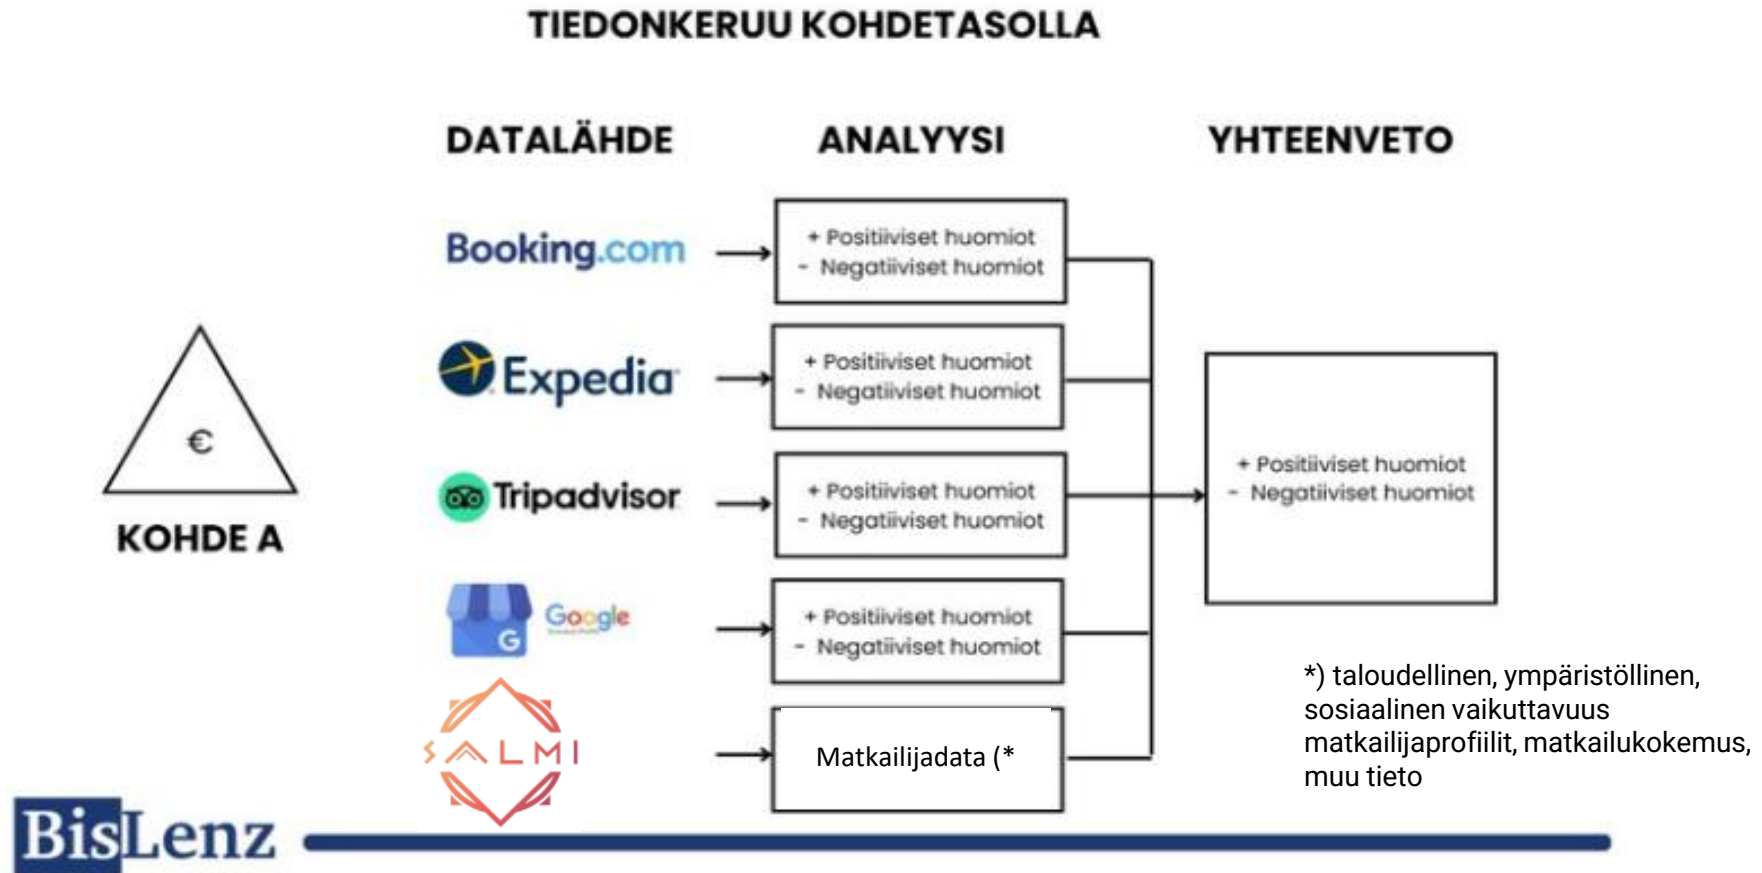 TIEDONKERUU KOHDETASOLLA
DATALÄHDE
ANALYYSI
YHTEENVETO
Booking.com
+ Positiiviset huomiot
- Negatiiviset huomiot
Expedia
+ Positiiviset huomiot
- Negatiiviset huomiot
€
KOHDE A
Tripadvisor
+ Positiiviset huomiot
- Negatiiviset huomiot
+ Positiiviset huomiot
- Negatiiviset huomiot
G
Google
+ Positiiviset huomiot
- Negatiiviset huomiot
SALMI
Matkailijadata (*
*) taloudellinen, ympäristöllinen,
sosiaalinen vaikuttavuus
matkailijaprofiilit, matkailukokemus,
muu tieto
BisLenz